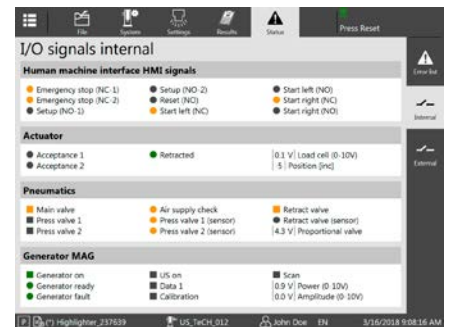 File
System
Settings
Results
Status
Press Reset
I/O signals internal
Error list
Internal
External
Human machine interface HMI signals
Emergency stop (NC-1)
Setup (NO-2)
Start left (NO)
Emergency stop (NC-2)
Reset (NO)
Start right (NC)
Setup (NO-1)
Start left (NC)
Start right (NO)
Actuator
Acceptance 1
Retracted
0.1 V Load cell (0-10V)
Acceptance 2
-5 Position [inc]
Pneumatics
Main valve
Air supply check
Retract valve
Press valve 1
Press valve 1 (sensor)
Retract valve (sensor)
Press valve 2
Press valve 2 (sensor)
4.3 V Proportional valve
Generator MAG
Generator on
US on
Scan
Generator ready
Data 1
0.9 V Power (0-10V)
Generator fault
Calibration
0.0 V Amplitude (0-10V)
P (*) Highlighter_237639
US_TeCH_012
John Doe EN
3/16/2018 9:08:16 AM